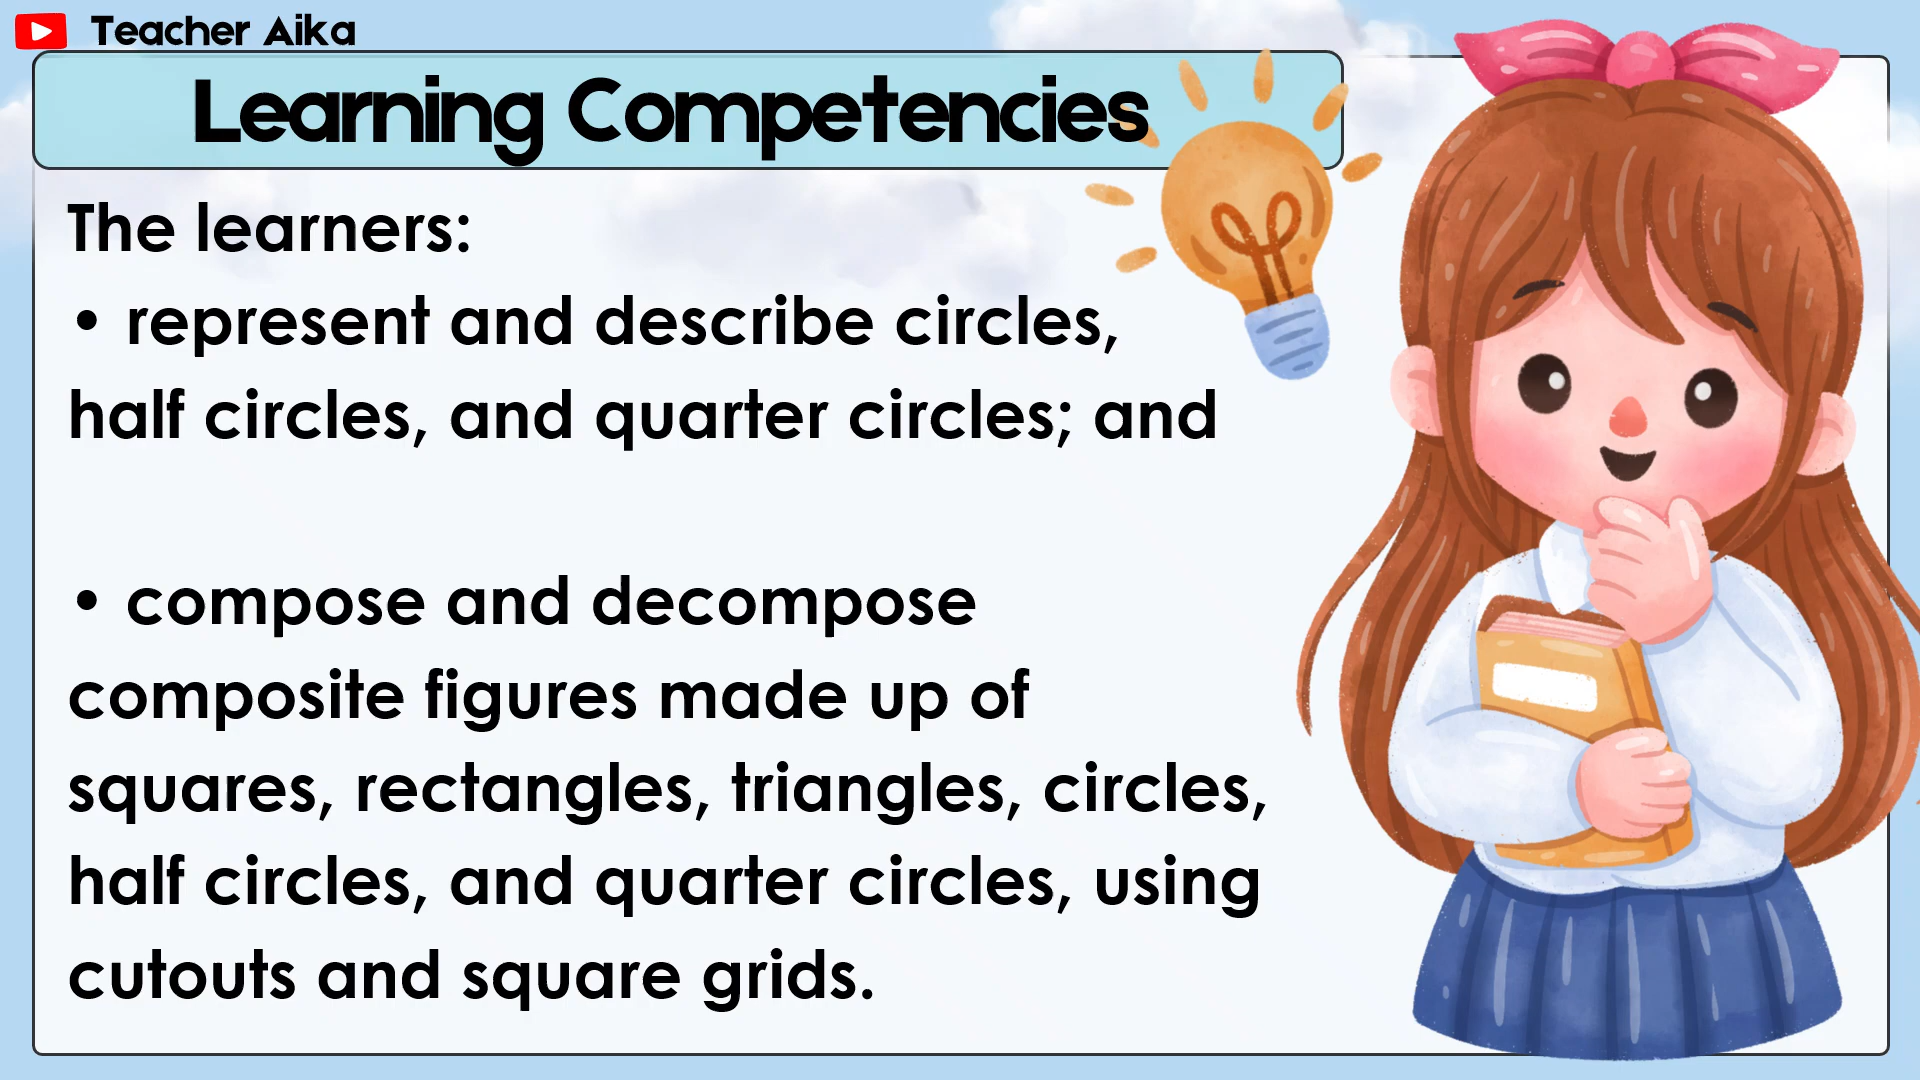 Teacher Aika
Learning Competencies
The learners:
• represent and describe circles,
half circles, and quarter circles; and
• compose and decompose
composite figures made up of
squares, rectangles, triangles, circles,
half circles, and quarter circles, using
cutouts and square grids.